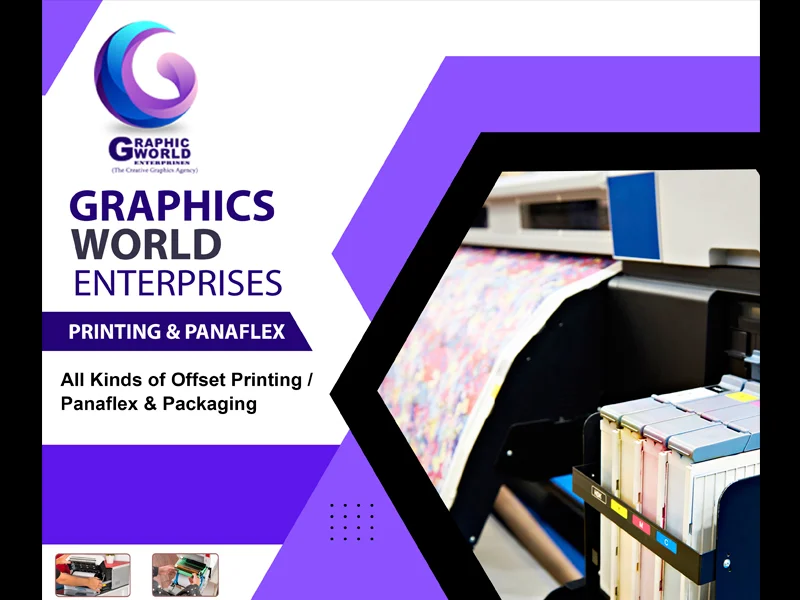 GRAPHIC
WORLD
ENTERPRISES
(The Creative Graphics Agency)
GRAPHICS
WORLD
ENTERPRISES
PRINTING & PANAFLEX
All Kinds of Offset Printing /
Panaflex & Packaging
Y
M
C